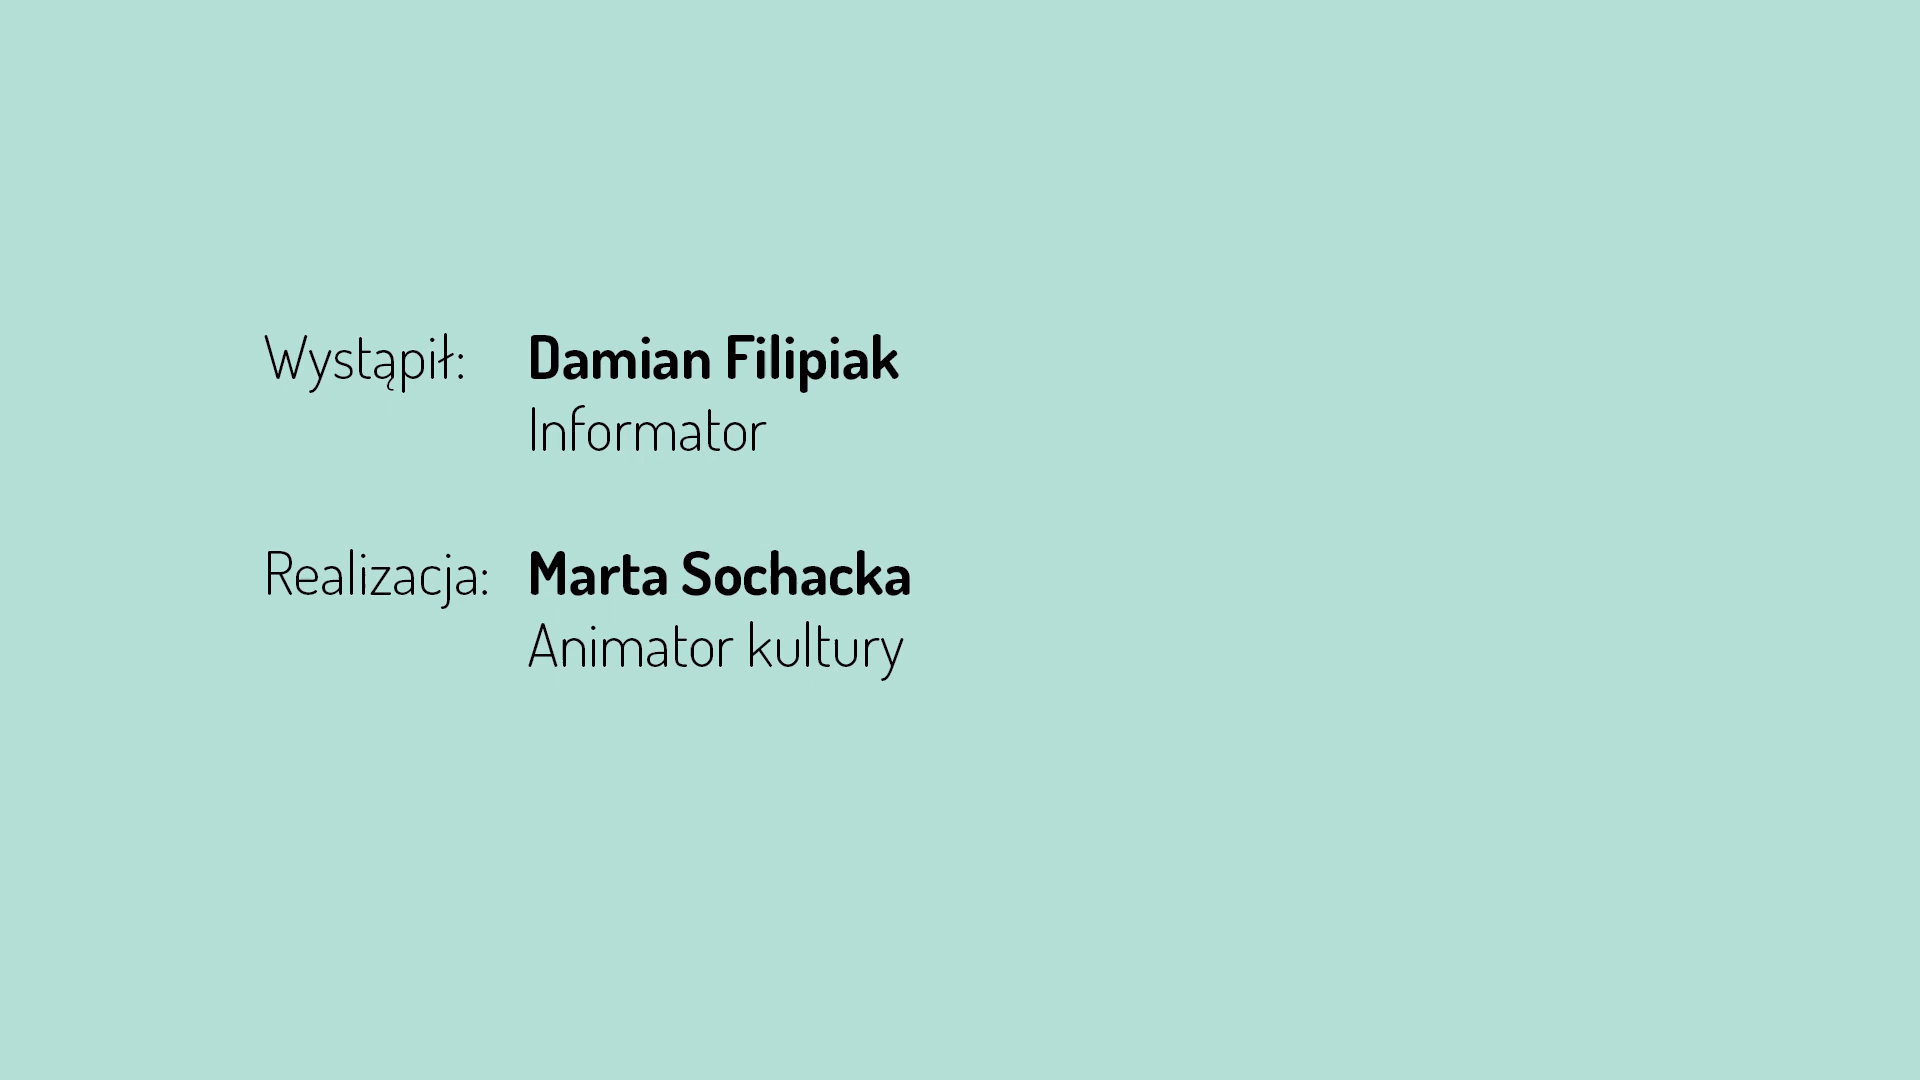 Wystąpił: Damian Filipiak
Informator
Realizacja: Marta Sochacka
Animator kultury